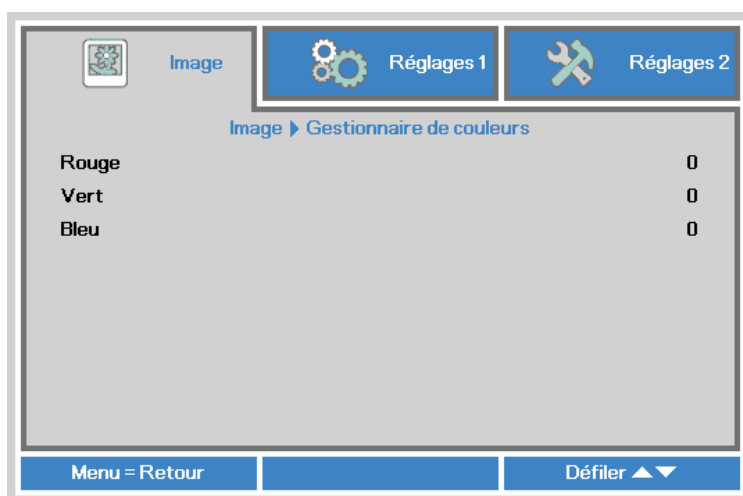 Image Réglages 1 Réglages 2
Image ▶ Gestionnaire de couleurs
Rouge 0
Vert 0
Bleu 0
Menu = Retour Défiler ▲▼